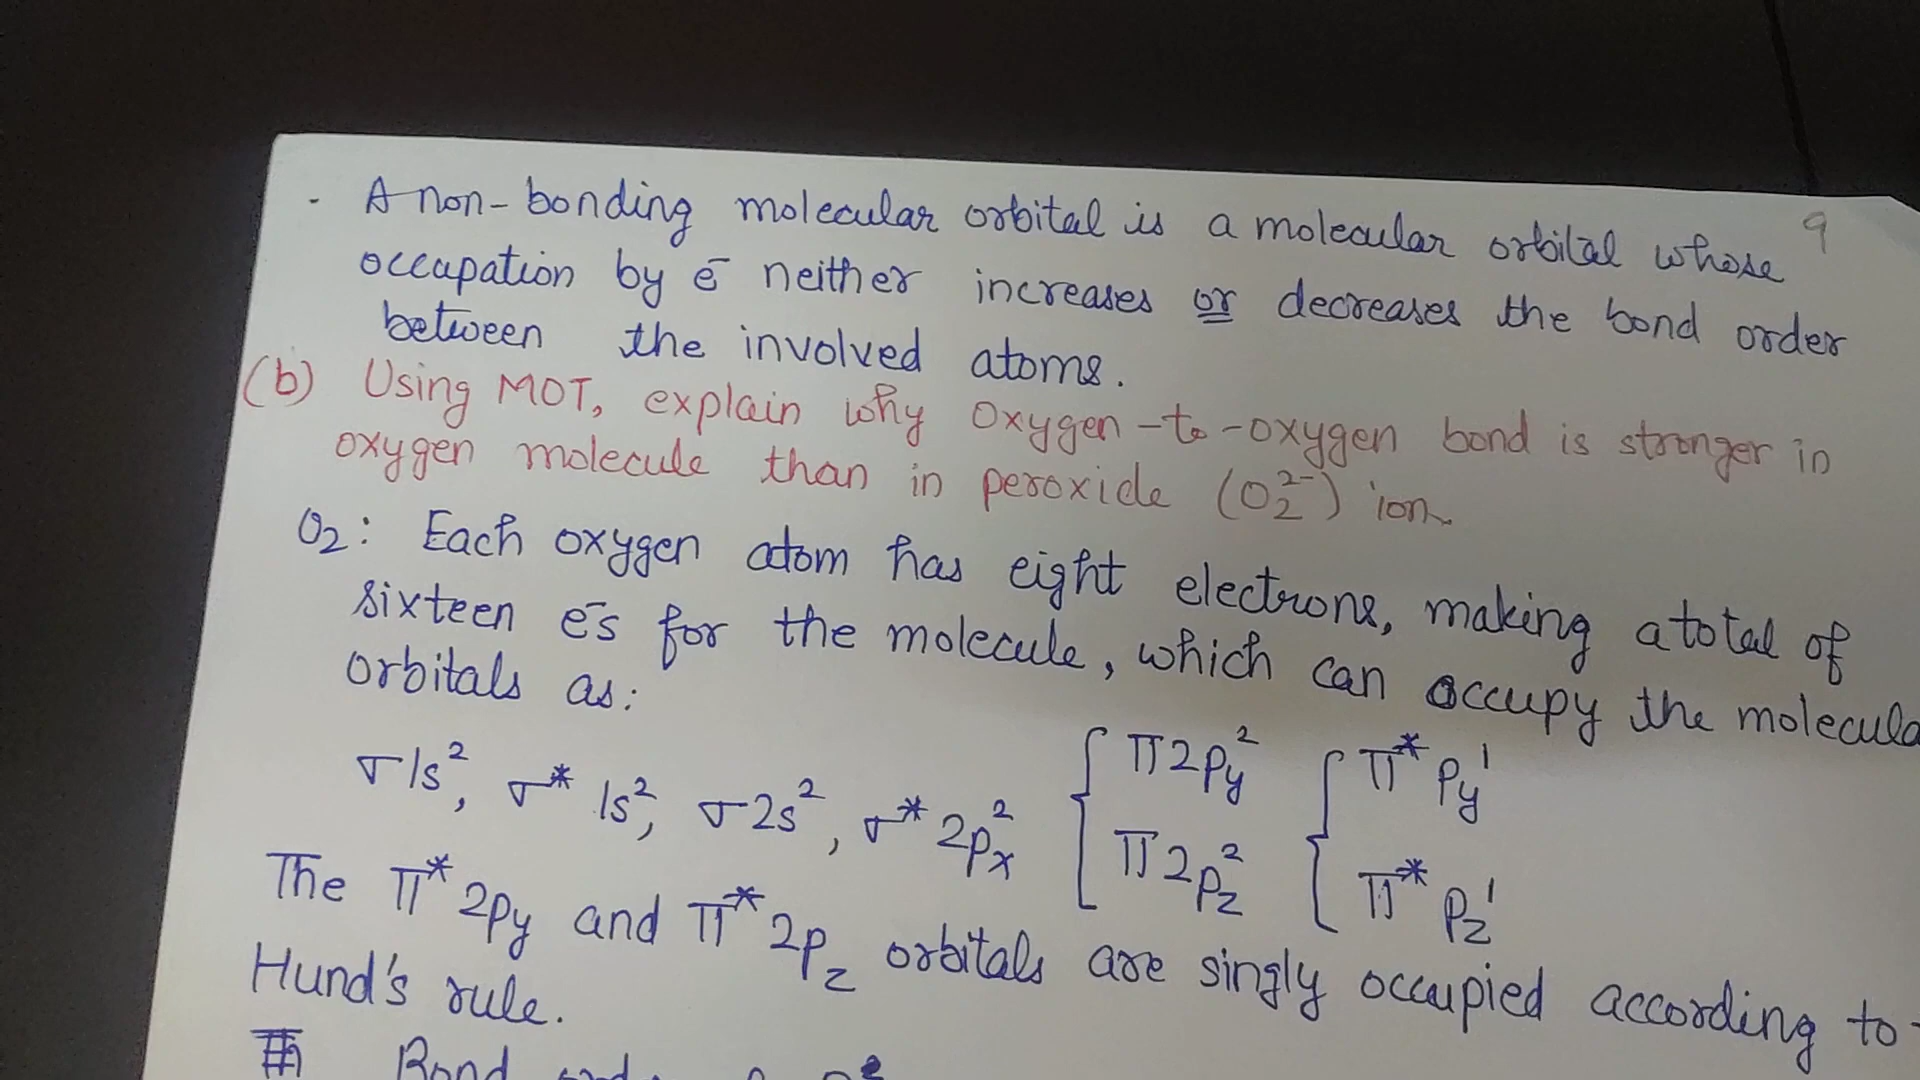 9
· A non-bonding molecular orbital is a molecular orbital whose
occupation by e̅ neither increases or decreases the bond order
between the involved atoms.
(b) Using MOT, explain why oxygen-to-oxygen bond is stronger in
oxygen molecule than in peroxide (O₂²⁻) ion.
O₂: Each oxygen atom has eight electrons, making a total of
sixteen e̅s for the molecule, which can occupy the molecula
orbitals as:
σ1s², σ* 1s², σ2s², σ* 2pₓ² { π2py² π2pz² { π* py¹ π* pz¹
The π* 2py and π* 2pz orbitals are singly occupied according to
Hund's rule.
Bond